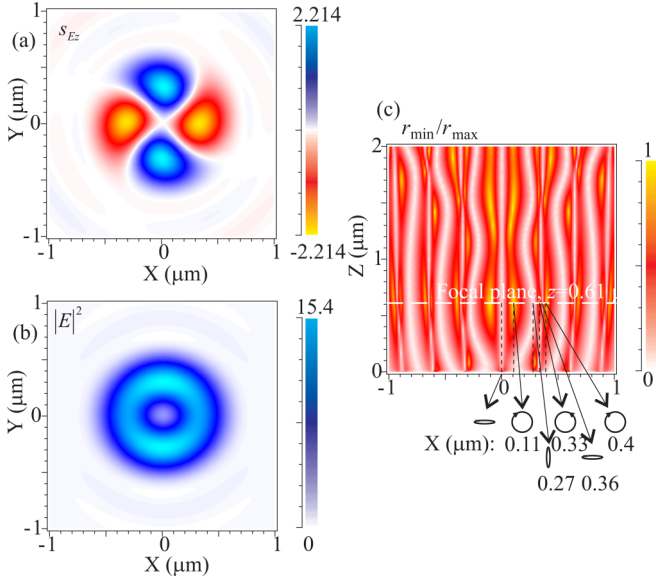 (a)
s_Ez
2.214
-2.214
1
0
-1
Y (μm)
-1 0 1
X (μm)
(b)
|E|²
15.4
0
1
0
-1
Y (μm)
-1 0 1
X (μm)
(c)
r_min/r_max
1
0
2
1
0
Z (μm)
Focal plane, z=0.61 μ
-1 0 1
X (μm): 0.11 0.33 0.4
0.27 0.36